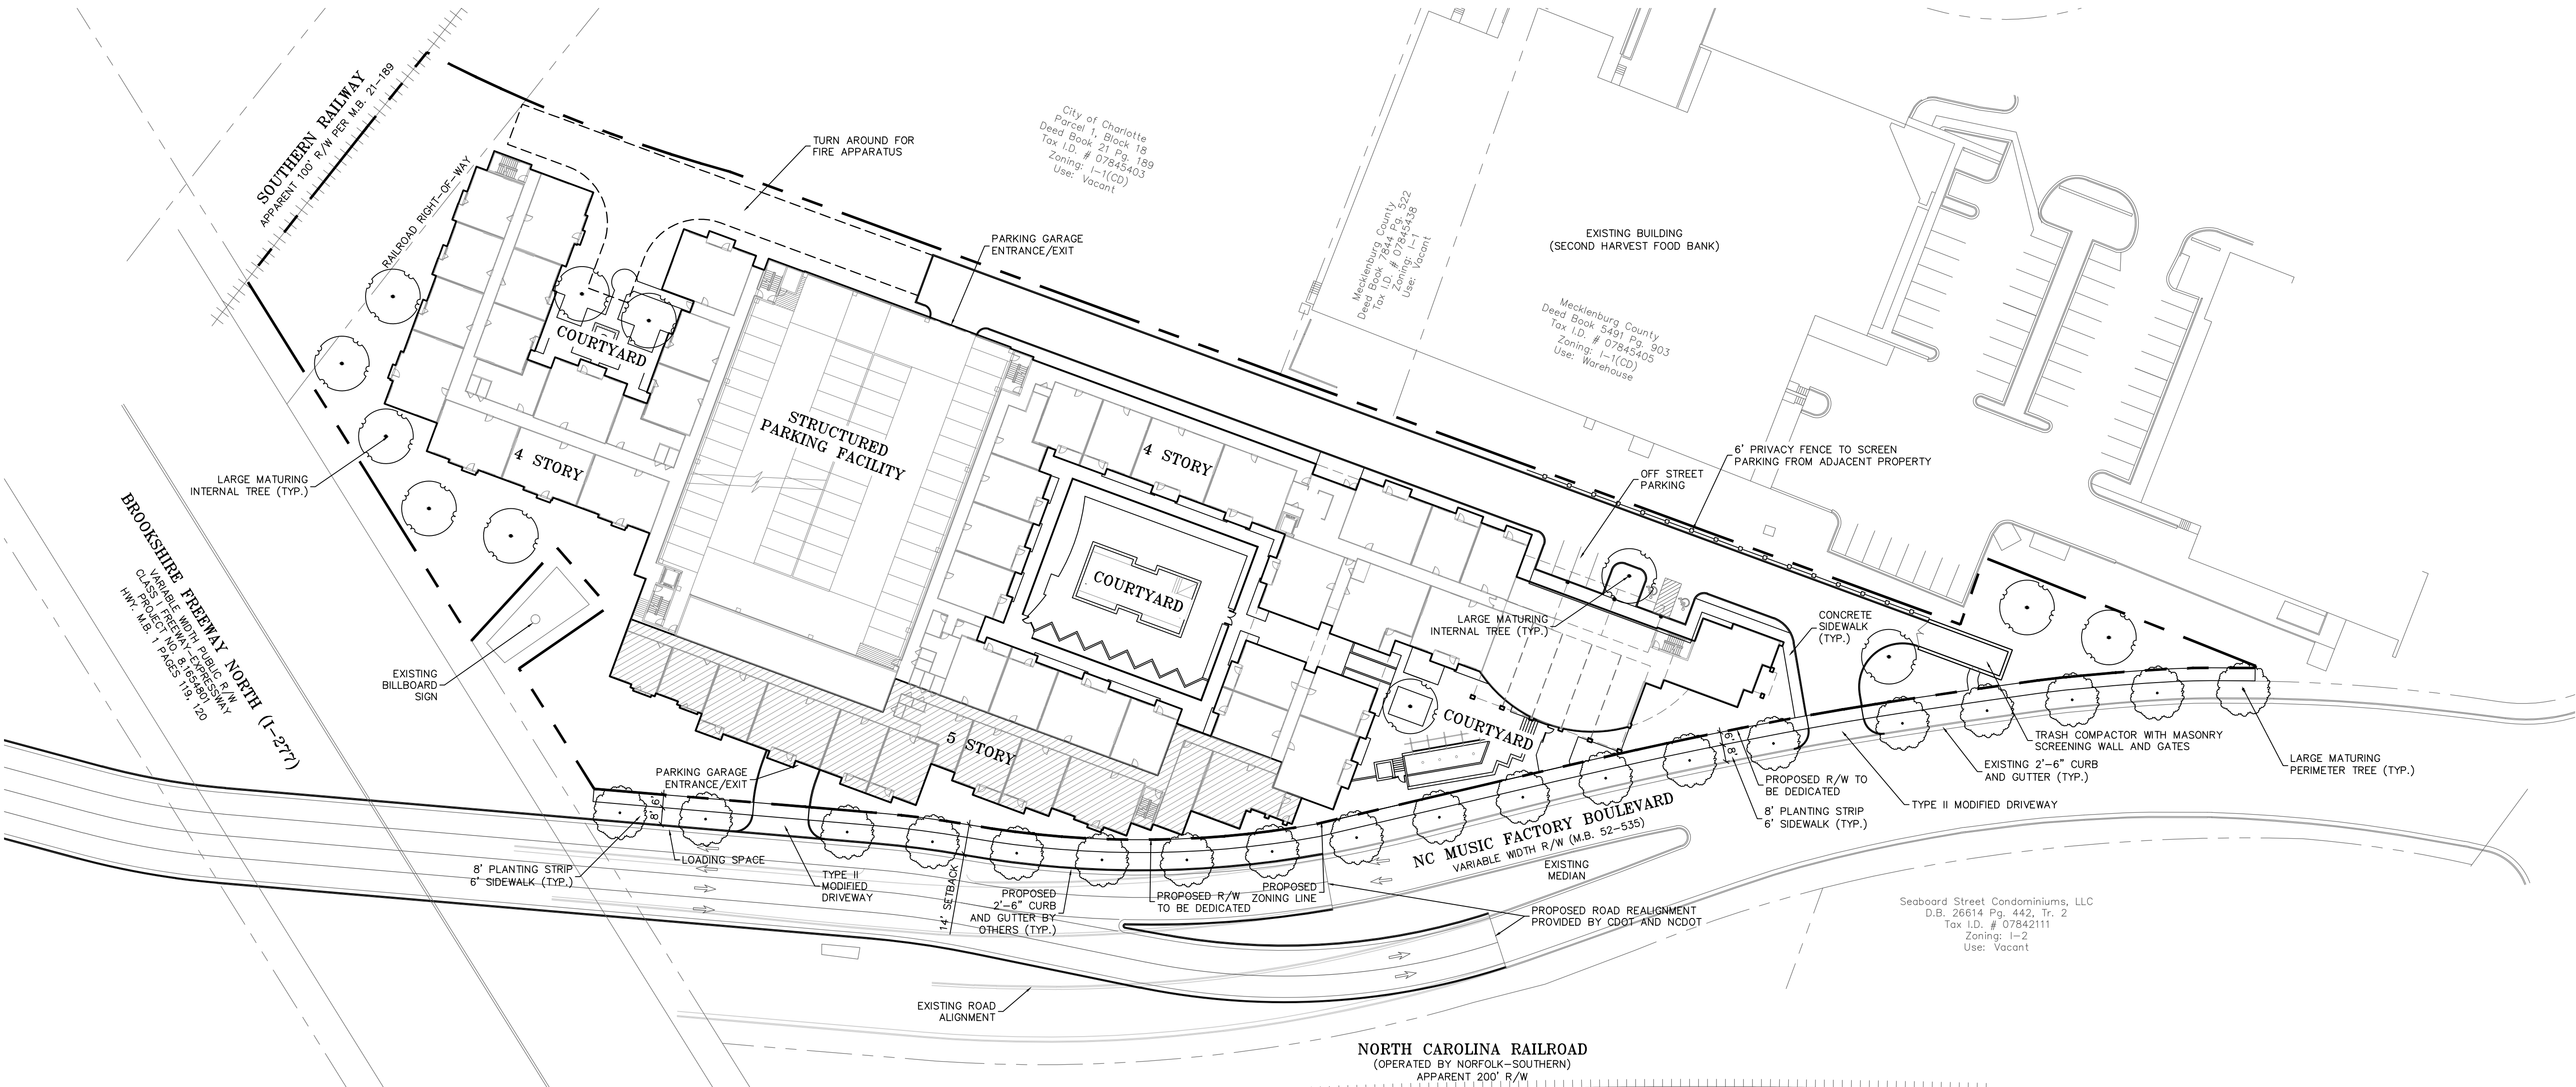 SOUTHERN RAILWAY
APPARENT 100' R/W PER M.B. 21-189
RAILROAD RIGHT-OF-WAY
TURN AROUND FOR
FIRE APPARATUS
City of Charlotte
Parcel 1, Block 18
Deed Book 21 Pg. 189
Tax I.D. # 07845403
Zoning: I-1(CD)
Use: Vacant
PARKING GARAGE
ENTRANCE/EXIT
Mecklenburg County
Deed Book 7844 Pg. 522
Tax I.D. # 07845438
Zoning: I-1
Use: Vacant
EXISTING BUILDING
(SECOND HARVEST FOOD BANK)
Mecklenburg County
Deed Book 5491 Pg. 903
Tax I.D. # 07845405
Zoning: I-1(CD)
Use: Warehouse
COURTYARD
STRUCTURED
PARKING FACILITY
4 STORY
4 STORY
LARGE MATURING
INTERNAL TREE (TYP.)
6' PRIVACY FENCE TO SCREEN
PARKING FROM ADJACENT PROPERTY
OFF STREET
PARKING
BROOKSHIRE FREEWAY NORTH (I-277)
VARIABLE WIDTH PUBLIC R/W
CLASS I FREEWAY-EXPRESSWAY
PROJECT NO. 8.1654801
HWY. M.B. 1 PAGES 119, 120
COURTYARD
LARGE MATURING
INTERNAL TREE (TYP.)
CONCRETE
SIDEWALK
(TYP.)
EXISTING
BILLBOARD
SIGN
5 STORY
COURTYARD
PARKING GARAGE
ENTRANCE/EXIT
8' 6'
6' 8'
TRASH COMPACTOR WITH MASONRY
SCREENING WALL AND GATES
EXISTING 2'-6" CURB
AND GUTTER (TYP.)
LARGE MATURING
PERIMETER TREE (TYP.)
PROPOSED R/W TO
BE DEDICATED
TYPE II MODIFIED DRIVEWAY
8' PLANTING STRIP
6' SIDEWALK (TYP.)
NC MUSIC FACTORY BOULEVARD
VARIABLE WIDTH R/W (M.B. 52-535)
EXISTING
MEDIAN
8' PLANTING STRIP
6' SIDEWALK (TYP.)
LOADING SPACE
TYPE II
MODIFIED
DRIVEWAY
14' SETBACK
PROPOSED
2'-6" CURB
AND GUTTER BY
OTHERS (TYP.)
PROPOSED R/W
TO BE DEDICATED
PROPOSED
ZONING LINE
PROPOSED ROAD REALIGNMENT
PROVIDED BY CDOT AND NCDOT
Seaboard Street Condominiums, LLC
D.B. 26614 Pg. 442, Tr. 2
Tax I.D. # 07842111
Zoning: I-2
Use: Vacant
EXISTING ROAD
ALIGNMENT
NORTH CAROLINA RAILROAD
(OPERATED BY NORFOLK-SOUTHERN)
APPARENT 200' R/W